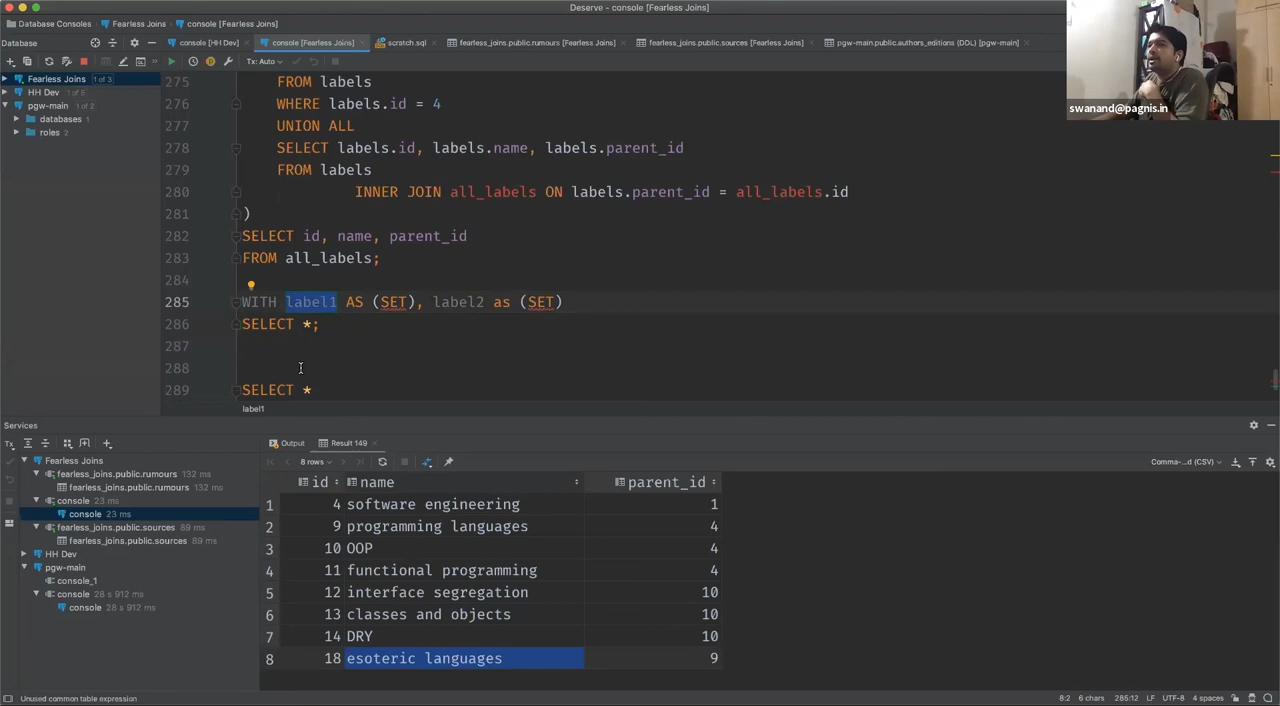 Deserve - console [Fearless Joins]
Database Consoles Fearless Joins console [Fearless Joins]
Database console [HH Dev] console [Fearless Joins] scratch.sql fearless_joins.public.rumours [Fearless Joins] fearless_joins.public.sources [Fearless Joins] pgw-main.public.authors_editions (DDL) [pgw-main]
Tx: Auto
Fearless Joins 1 of 3
HH Dev 1 of 5
pgw-main 1 of 2
databases 1
roles 2
swanand@pagnis.in
275 FROM labels
276 WHERE labels.id = 4
277 UNION ALL
278 SELECT labels.id, labels.name, labels.parent_id
279 FROM labels
280 INNER JOIN all_labels ON labels.parent_id = all_labels.id
281 )
282 SELECT id, name, parent_id
283 FROM all_labels;
284
285 WITH label1 AS (SET), label2 as (SET)
286 SELECT *;
287
288
289 SELECT *
label1
Services
Tx
Fearless Joins
fearless_joins.public.rumours 132 ms
fearless_joins.public.rumours 132 ms
console 23 ms
console 23 ms
fearless_joins.public.sources 89 ms
fearless_joins.public.sources 89 ms
HH Dev
pgw-main
console_1
console 28 s 912 ms
console 28 s 912 ms
Output Result 149
8 rows Comma-...d (CSV)
id name parent_id
1 4 software engineering 1
2 9 programming languages 4
3 10 OOP 4
4 11 functional programming 4
5 12 interface segregation 10
6 13 classes and objects 10
7 14 DRY 10
8 18 esoteric languages 9
Unused common table expression 8:2 6 chars 285:12 LF UTF-8 4 spaces